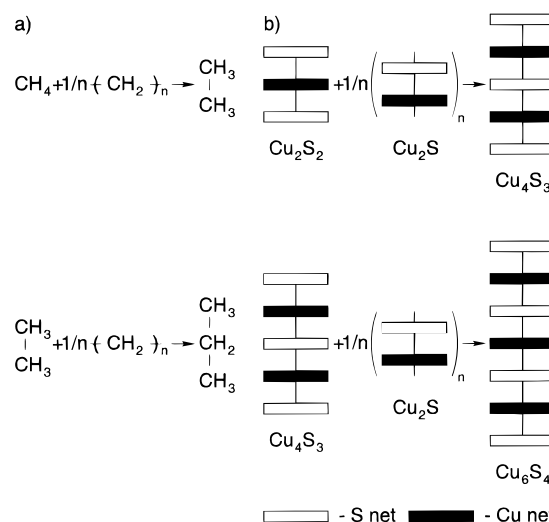 a)
b)
CH₄+1/n-(-CH₂-)-ₙ→
CH₃
CH₃
+1/n
n
Cu₂S₂
Cu₂S
Cu₄S₃
CH₃
CH₃
+1/n-(-CH₂-)-ₙ→
CH₃
CH₂
CH₃
+1/n
n
Cu₄S₃
Cu₂S
Cu₆S₄
- S net
- Cu ne